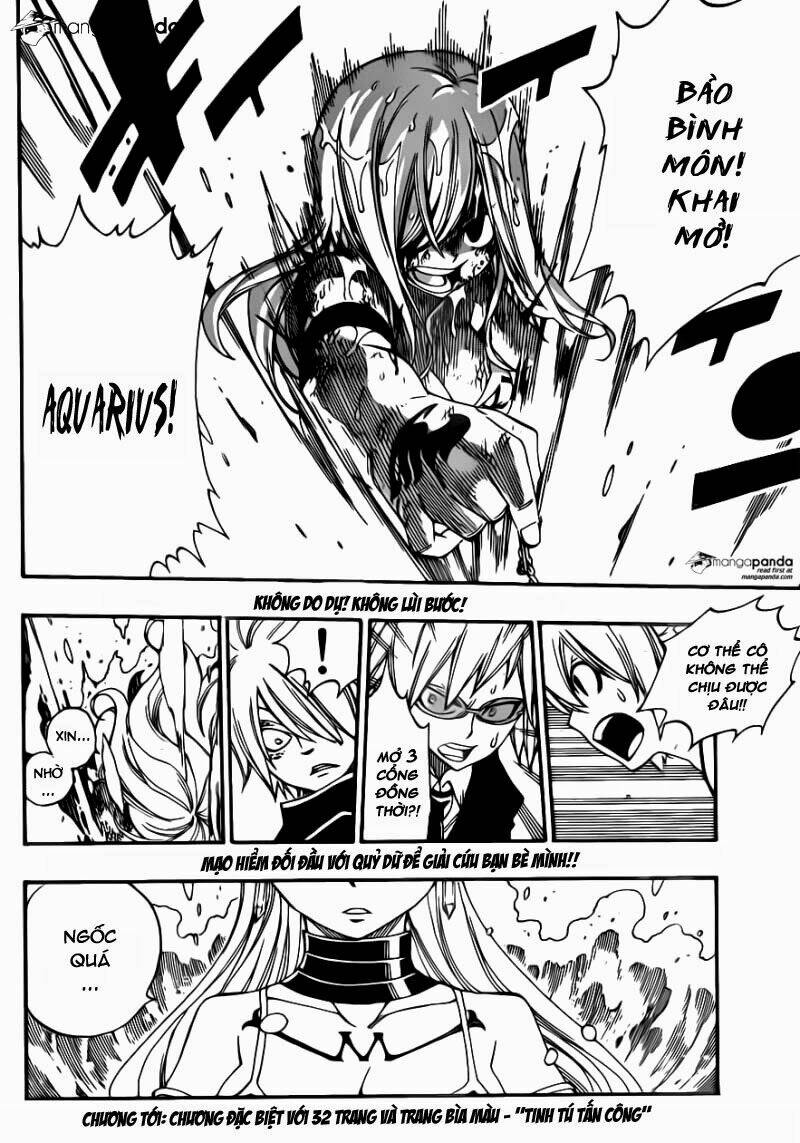 mangapanda
BẢO
BÌNH
MÔN!
KHAI
MỞ!
AQUARIUS!
mangapanda
read first at
mangapanda.com
KHÔNG DO DỰ! KHÔNG LÙI BƯỚC!
CƠ THỂ CÔ
KHÔNG THỂ
CHỊU ĐƯỢC
ĐÂU!!
MỞ 3
CỔNG
ĐỒNG
THỜI?!
!
XIN...
NHỜ
...
MẠO HIỂM ĐỐI ĐẦU VỚI QUỶ DỮ ĐỂ GIẢI CỨU BẠN BÈ MÌNH!!
NGỐC
QUÁ
...
M
CHƯƠNG TỚI: CHƯƠNG ĐẶC BIỆT VỚI 32 TRANG VÀ TRANG BÌA MÀU - "TINH TÚ TẤN CÔNG"